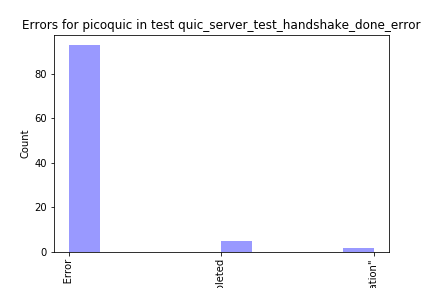 Errors for picoquic in test quic_server_test_handshake_done_error
Count
80
60
40
20
0
Error
pleted
ation"